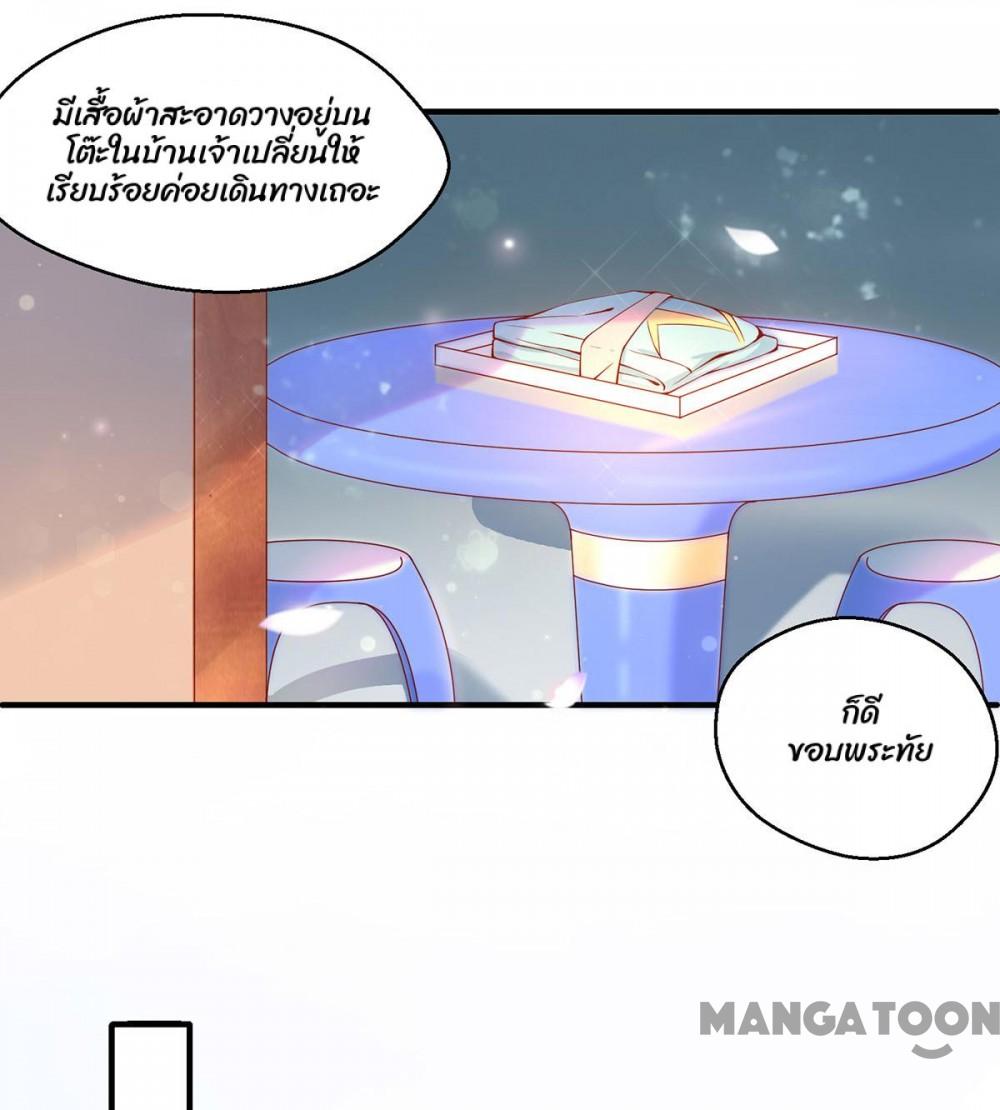 มีเสื้อผ้าสะอาดวางอยู่บน
โต๊ะในบ้านเจ้าเปลี่ยนให้
เรียบร้อยค่อยเดินทางเถอะ
ก็ดี
ขอบพระทัย
MANGATOON